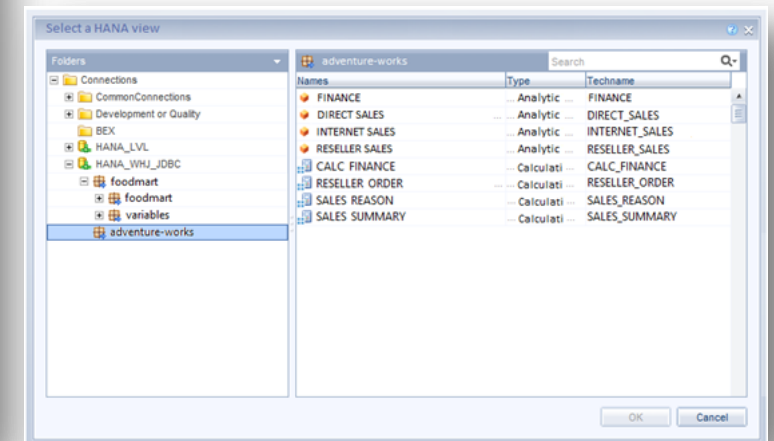 Select a HANA view
Folders
Connections
CommonConnections
Development or Quality
BEX
HANA_LVL
HANA_WHJ_JDBC
foodmart
foodmart
variables
adventure-works
adventure-works Search
Names Type Techname
FINANCE ... Analytic ... FINANCE
DIRECT SALES ... ... Analytic ... DIRECT_SALES
INTERNET SALES ... Analytic ... INTERNET_SALES
RESELLER SALES ... Analytic ... RESELLER_SALES
CALC FINANCE ... Calculati ... CALC_FINANCE
RESELLER ORDER ... ... Calculati ... RESELLER_ORDER
SALES REASON ... Calculati ... SALES_REASON
SALES SUMMARY ... Calculati ... SALES_SUMMARY
OK Cancel